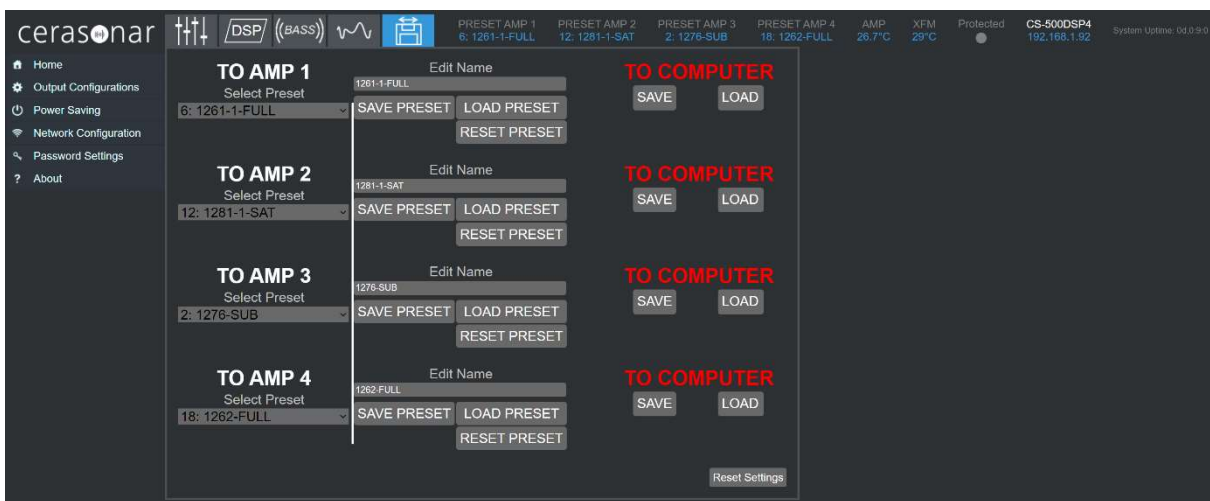 cerasonar
DSP
((BASS))
PRESET AMP 1
6: 1261-1-FULL
PRESET AMP 2
12: 1281-1-SAT
PRESET AMP 3
2: 1276-SUB
PRESET AMP 4
18: 1262-FULL
AMP
26.7°C
XFM
29°C
Protected
CS-500DSP4
192.168.1.92
System Uptime: 0d:0:9:0
Home
Output Configurations
Power Saving
Network Configuration
Password Settings
? About
TO AMP 1
Select Preset
6: 1261-1-FULL
Edit Name
1261-1-FULL
SAVE PRESET LOAD PRESET
RESET PRESET
TO COMPUTER
SAVE LOAD
TO AMP 2
Select Preset
12: 1281-1-SAT
Edit Name
1281-1-SAT
SAVE PRESET LOAD PRESET
RESET PRESET
TO COMPUTER
SAVE LOAD
TO AMP 3
Select Preset
2: 1276-SUB
Edit Name
1276-SUB
SAVE PRESET LOAD PRESET
RESET PRESET
TO COMPUTER
SAVE LOAD
TO AMP 4
Select Preset
18: 1262-FULL
Edit Name
1262-FULL
SAVE PRESET LOAD PRESET
RESET PRESET
TO COMPUTER
SAVE LOAD
Reset Settings